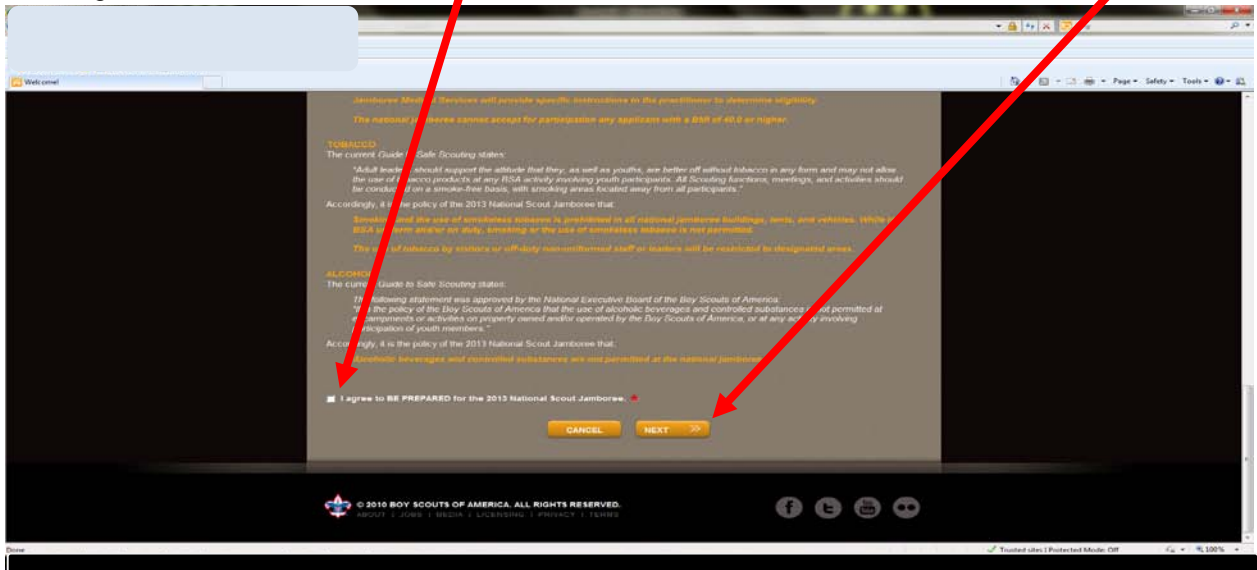 Welcome!
Page
Safety
Tools
Jamboree Medical Services will provide specific instructions to the practitioner to determine eligibility.
The national jamboree cannot accept for participation any applicant with a BMI of 40.0 or higher.
TOBACCO
The current Guide to Safe Scouting states:
"Adult leaders should support the attitude that they, as well as youths, are better off without tobacco in any form and may not allow
the use of tobacco products at any BSA activity involving youth participants. All Scouting functions, meetings, and activities should
be conducted on a smoke-free basis, with smoking areas located away from all participants."
Accordingly, it is the policy of the 2013 National Scout Jamboree that:
Smoking and the use of smokeless tobacco is prohibited in all national jamboree buildings, tents, and vehicles. While in
BSA uniform and/or on duty, smoking or the use of smokeless tobacco is not permitted.
The use of tobacco by visitors or off-duty non-uniformed staff or leaders will be restricted to designated areas.
ALCOHOL
The current Guide to Safe Scouting states:
The following statement was approved by the National Executive Board of the Boy Scouts of America:
"It is the policy of the Boy Scouts of America that the use of alcoholic beverages and controlled substances is not permitted at
encampments or activities on property owned and/or operated by the Boy Scouts of America, or at any activity involving
participation of youth members."
Accordingly, it is the policy of the 2013 National Scout Jamboree that:
Alcoholic beverages and controlled substances are not permitted at the national jamboree.
I agree to BE PREPARED for the 2013 National Scout Jamboree. *
CANCEL NEXT >>
© 2010 BOY SCOUTS OF AMERICA. ALL RIGHTS RESERVED.
ABOUT | JOBS | MEDIA | LICENSING | PRIVACY | TERMS
Done
Trusted sites | Protected Mode: Off
100%